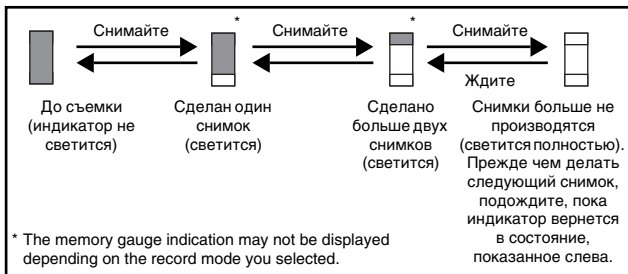 * *
Снимайте Снимайте Снимайте
Ждите
До съемки
(индикатор не
светится)
Сделан один
снимок
(светится)
Сделано
больше двух
снимков
(светится)
Снимки больше не
производятся
(светится полностью).
Прежде чем делать
следующий снимок,
подождите, пока
индикатор вернется
в состояние,
показанное слева.
* The memory gauge indication may not be displayed
depending on the record mode you selected.